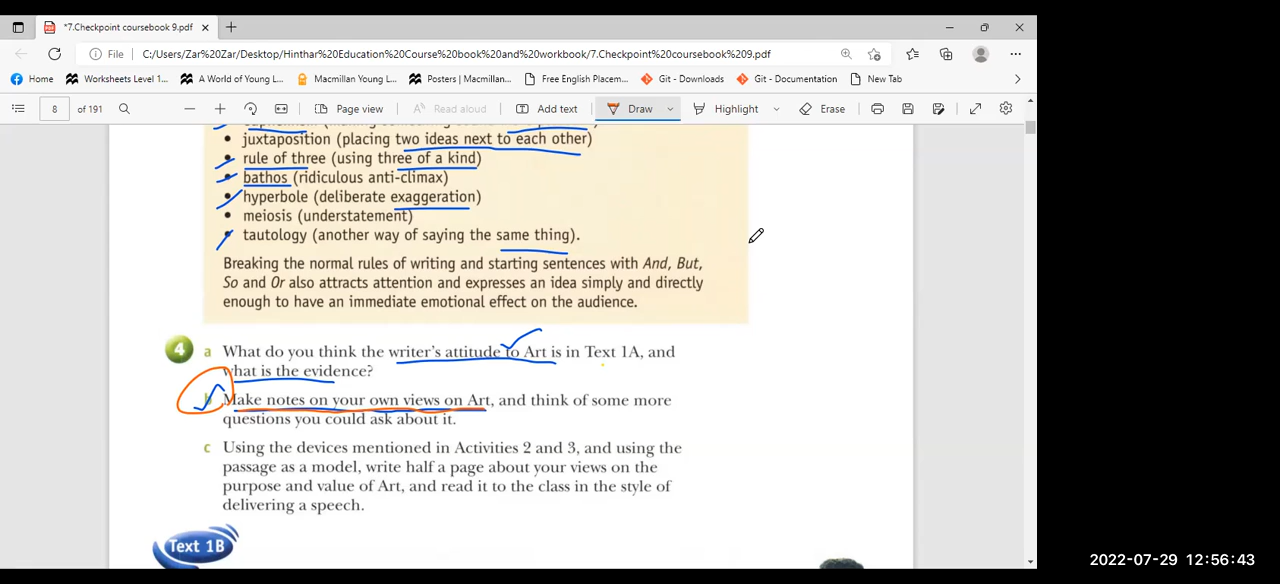 *7.Checkpoint coursebook 9.pdf
File
C:/Users/Zar%20Zar/Desktop/Hinthar%20Education%20Course%20book%20and%20workbook/7.Checkpoint%20coursebook%209.pdf
Home
Worksheets Level 1...
A World of Young L...
Macmillan Young L...
Posters | Macmillan...
Free English Placem...
Git - Downloads
Git - Documentation
New Tab
8 of 191
Page view
Read aloud
Add text
Draw
Highlight
Erase
• juxtaposition (placing two ideas next to each other)
• rule of three (using three of a kind)
• bathos (ridiculous anti-climax)
• hyperbole (deliberate exaggeration)
• meiosis (understatement)
• tautology (another way of saying the same thing).
Breaking the normal rules of writing and starting sentences with And, But,
So and Or also attracts attention and expresses an idea simply and directly
enough to have an immediate emotional effect on the audience.
4 a What do you think the writer's attitude to Art is in Text 1A, and
what is the evidence?
b Make notes on your own views on Art, and think of some more
questions you could ask about it.
c Using the devices mentioned in Activities 2 and 3, and using the
passage as a model, write half a page about your views on the
purpose and value of Art, and read it to the class in the style of
delivering a speech.
Text 1B
2022-07-29 12:56:43